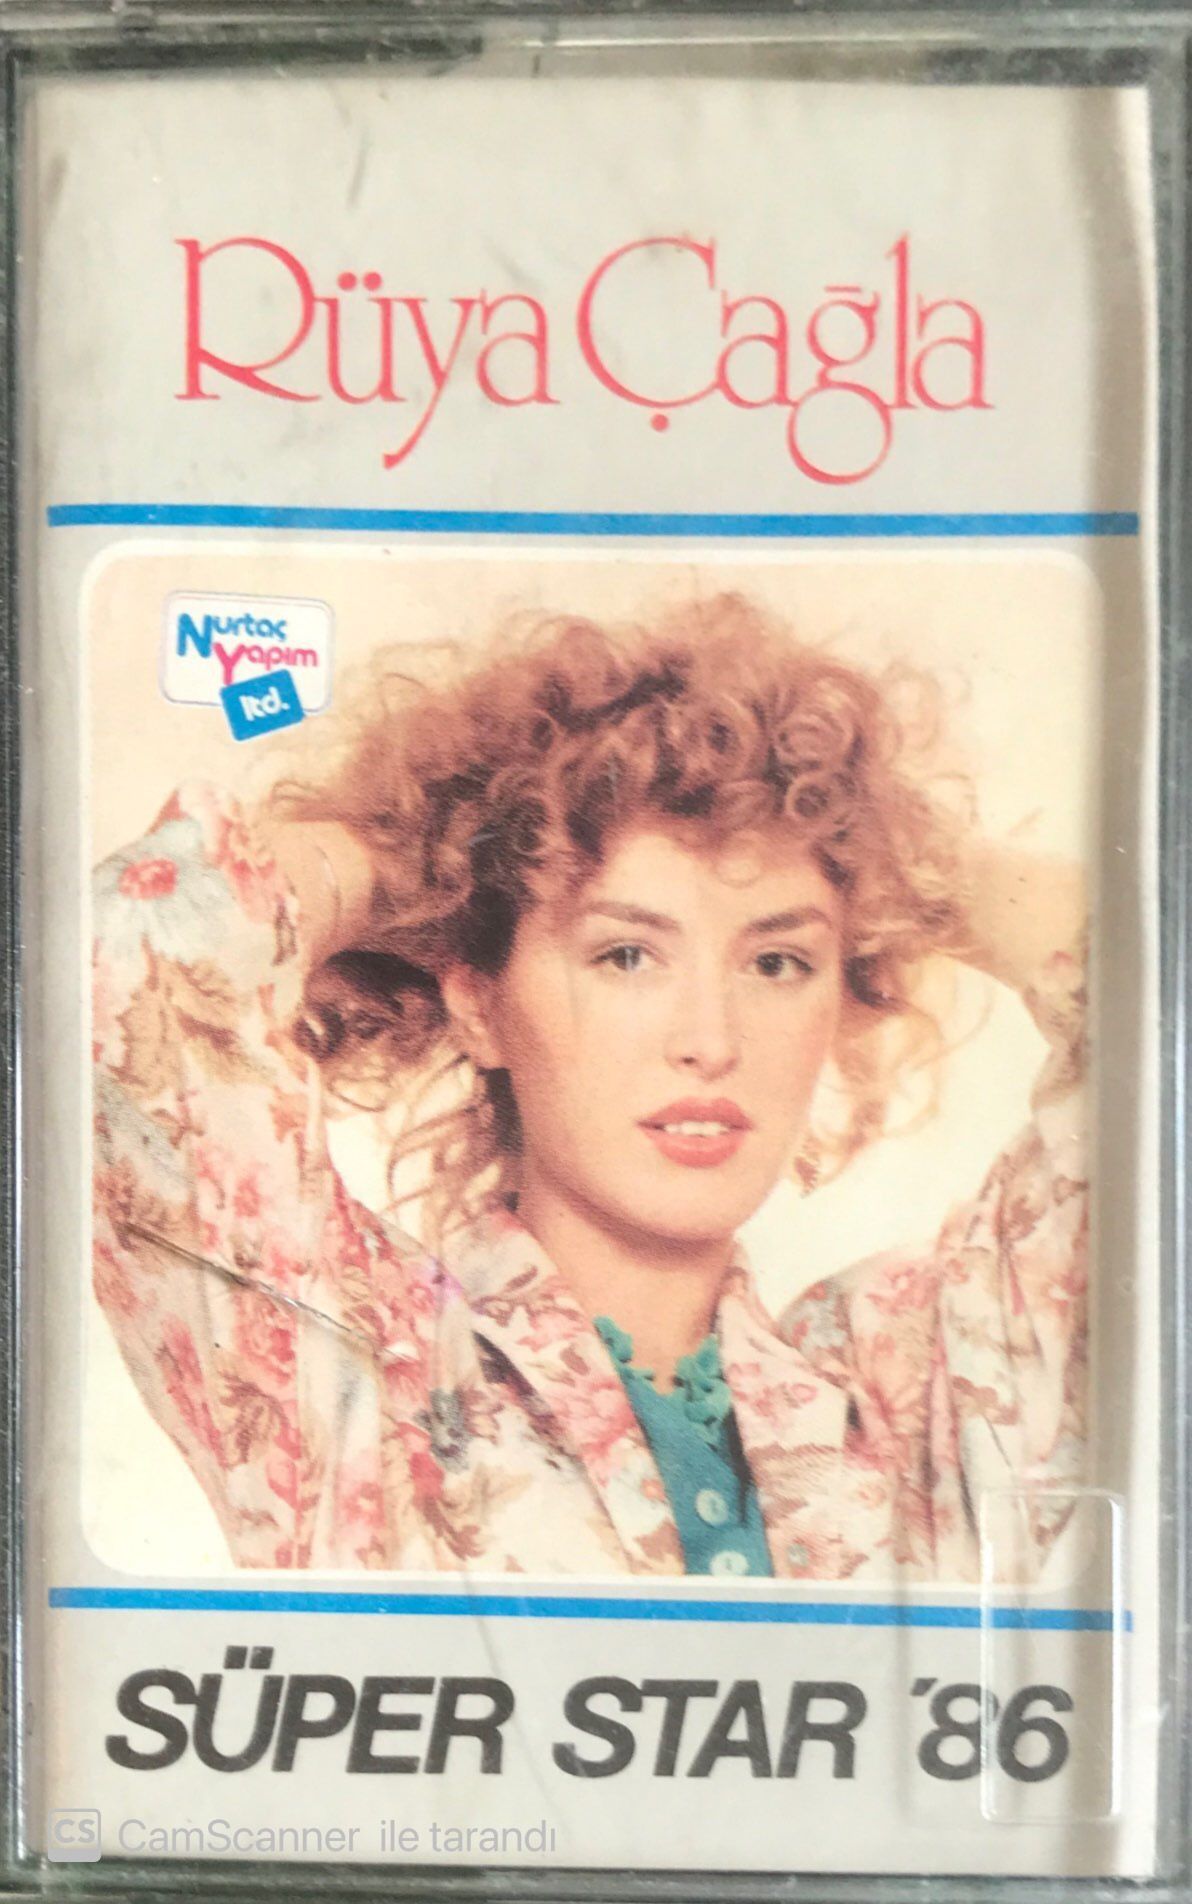 Rüya Çağla
Nurtaç
Yapım
ltd.
SÜPER STAR '86
CS CamScanner ile tarandı